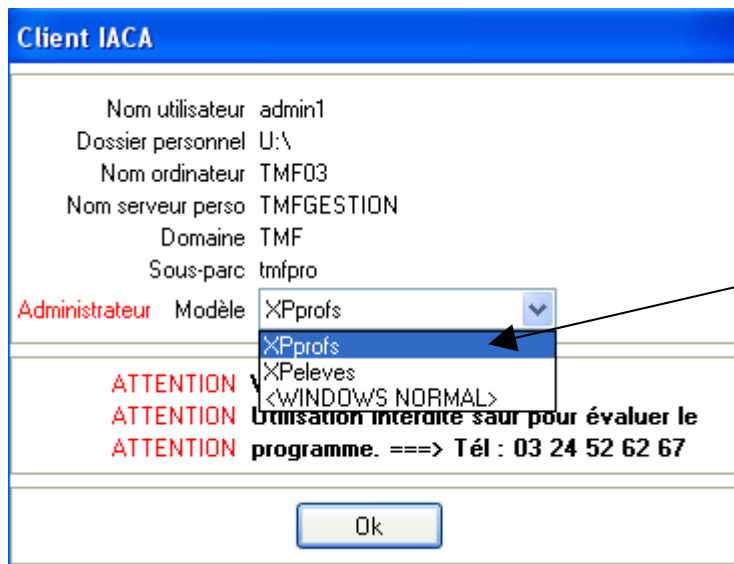 Client IACA
Nom utilisateur admin1
Dossier personnel U:\
Nom ordinateur TMF03
Nom serveur perso TMFGESTION
Domaine TMF
Sous-parc tmfpro
Administrateur Modèle XPprofs
XPprofs
XPeleves
<WINDOWS NORMAL>
ATTENTION
ATTENTION Utilisation interdite sauf pour évaluer le
ATTENTION programme. ===> Tél : 03 24 52 62 67
Ok